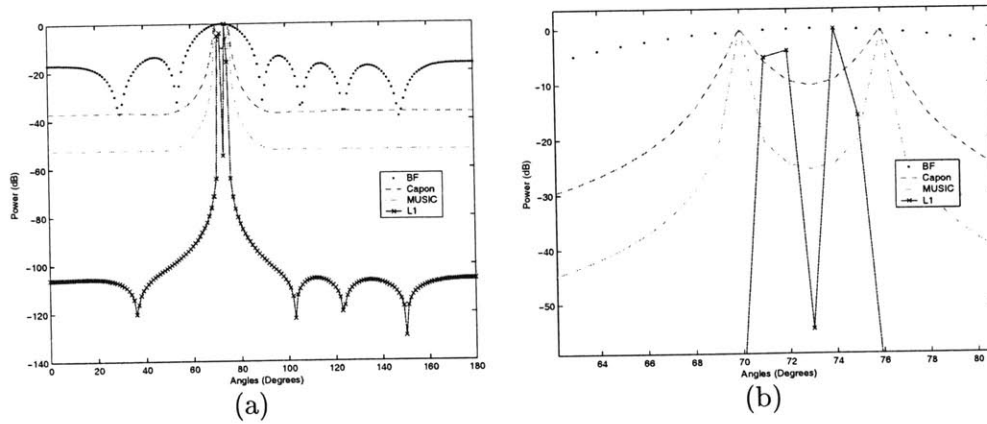 0
−20
−40
−60
−80
−100
−120
−140
Power (dB)
0 20 40 60 80 100 120 140 160 180
Angles (Degrees)
BF
Capon
MUSIC
L1
(a)
0
−10
−20
−30
−40
−50
Power (dB)
64 66 68 70 72 74 76 78 80
Angles (Degrees)
BF
Capon
MUSIC
L1
(b)